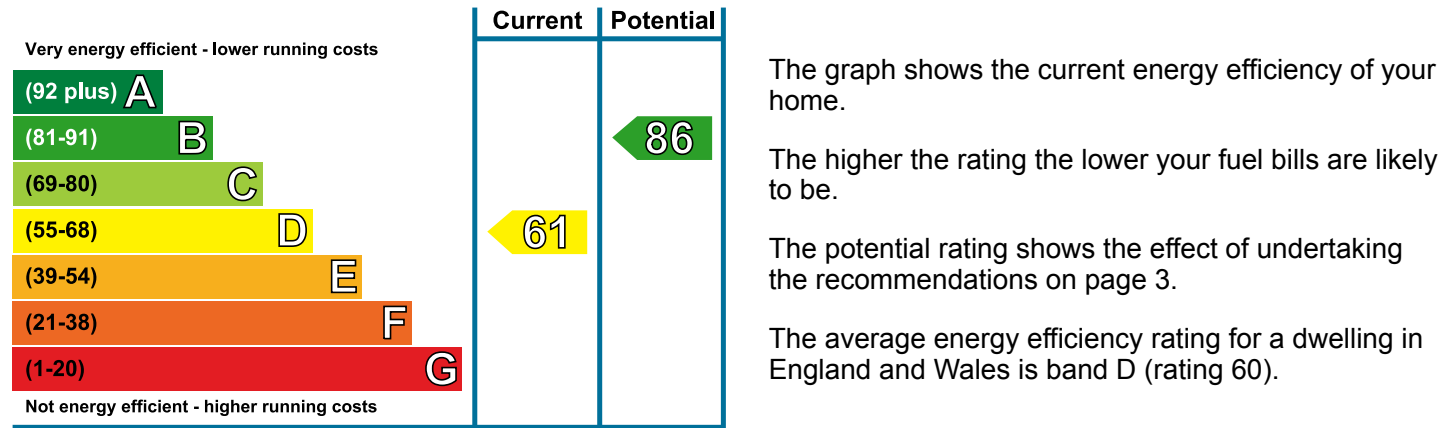 Current Potential
Very energy efficient - lower running costs
(92 plus) A
(81-91) B
86
(69-80) C
(55-68) D
61
(39-54) E
(21-38) F
(1-20) G
Not energy efficient - higher running costs
The graph shows the current energy efficiency of your
home.
The higher the rating the lower your fuel bills are likely
to be.
The potential rating shows the effect of undertaking
the recommendations on page 3.
The average energy efficiency rating for a dwelling in
England and Wales is band D (rating 60).